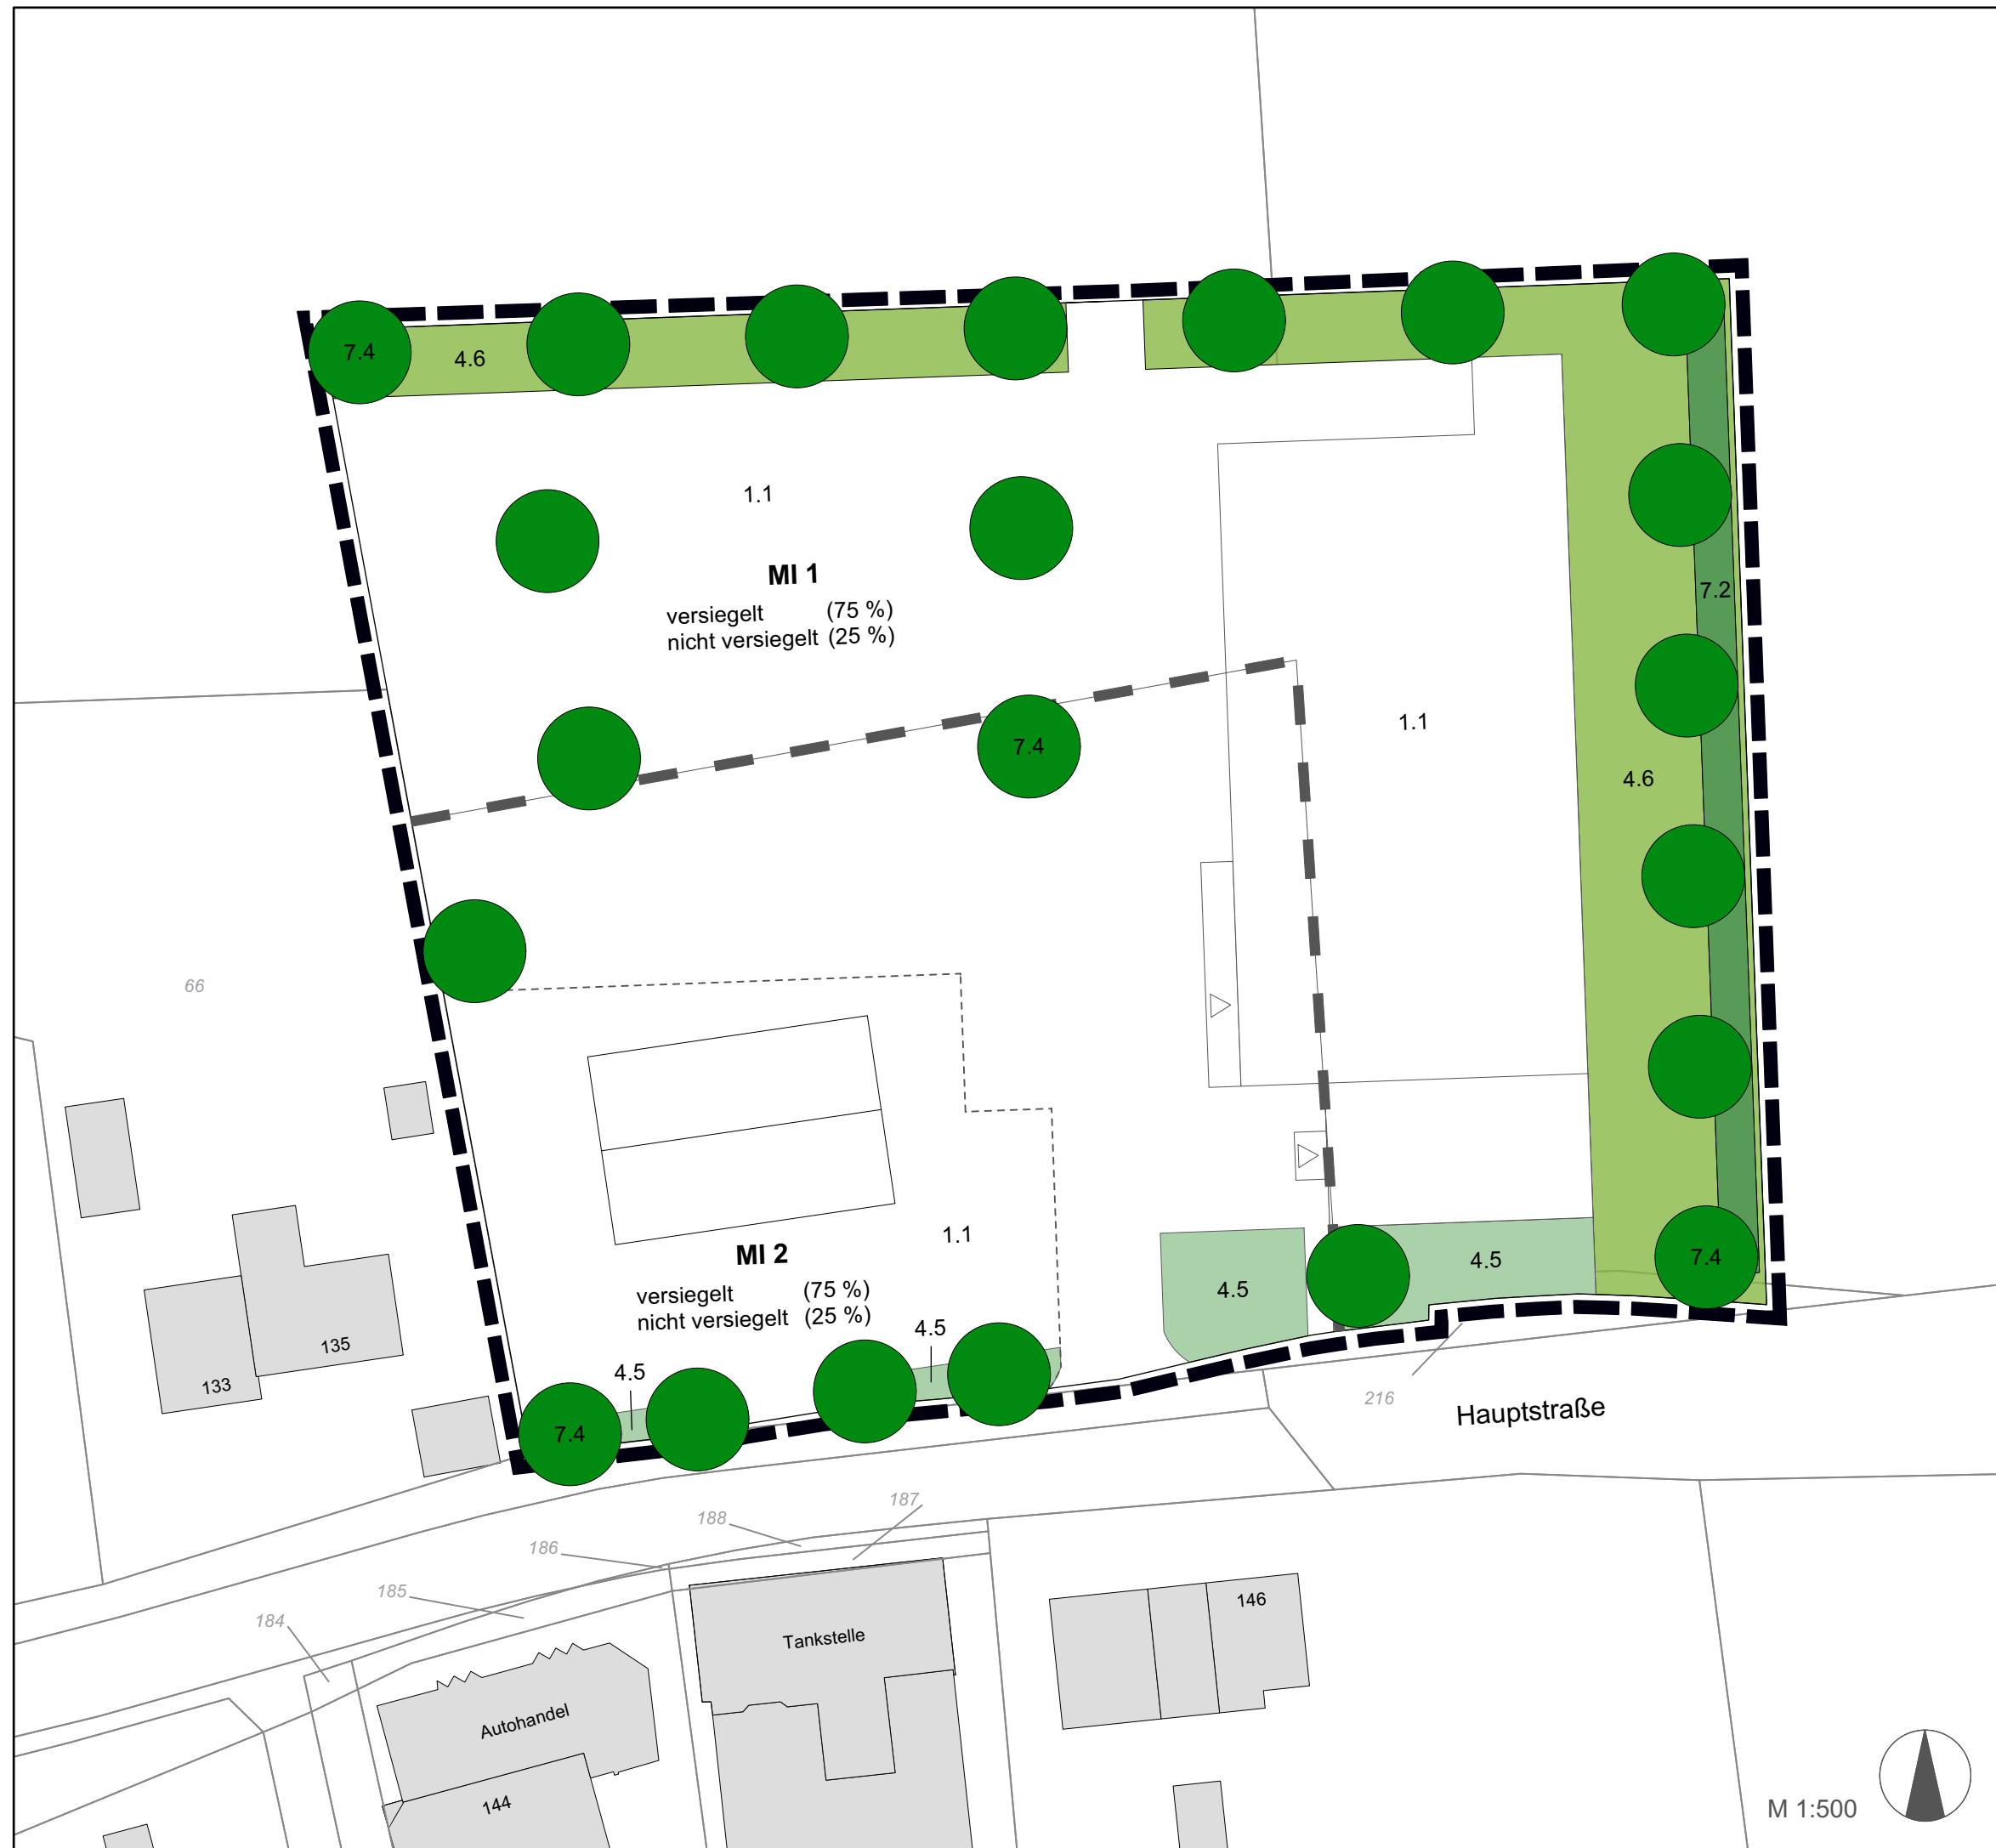 7.4
4.6
1.1
MI 1
versiegelt (75 %)
nicht versiegelt (25 %)
7.2
1.1
7.4
4.6
66
1.1
MI 2
versiegelt (75 %)
nicht versiegelt (25 %)
4.5
4.5
7.4
4.5
4.5
7.4
135
133
216
Hauptstraße
187
188
186
185
184
Tankstelle
146
Autohandel
144
M 1:500